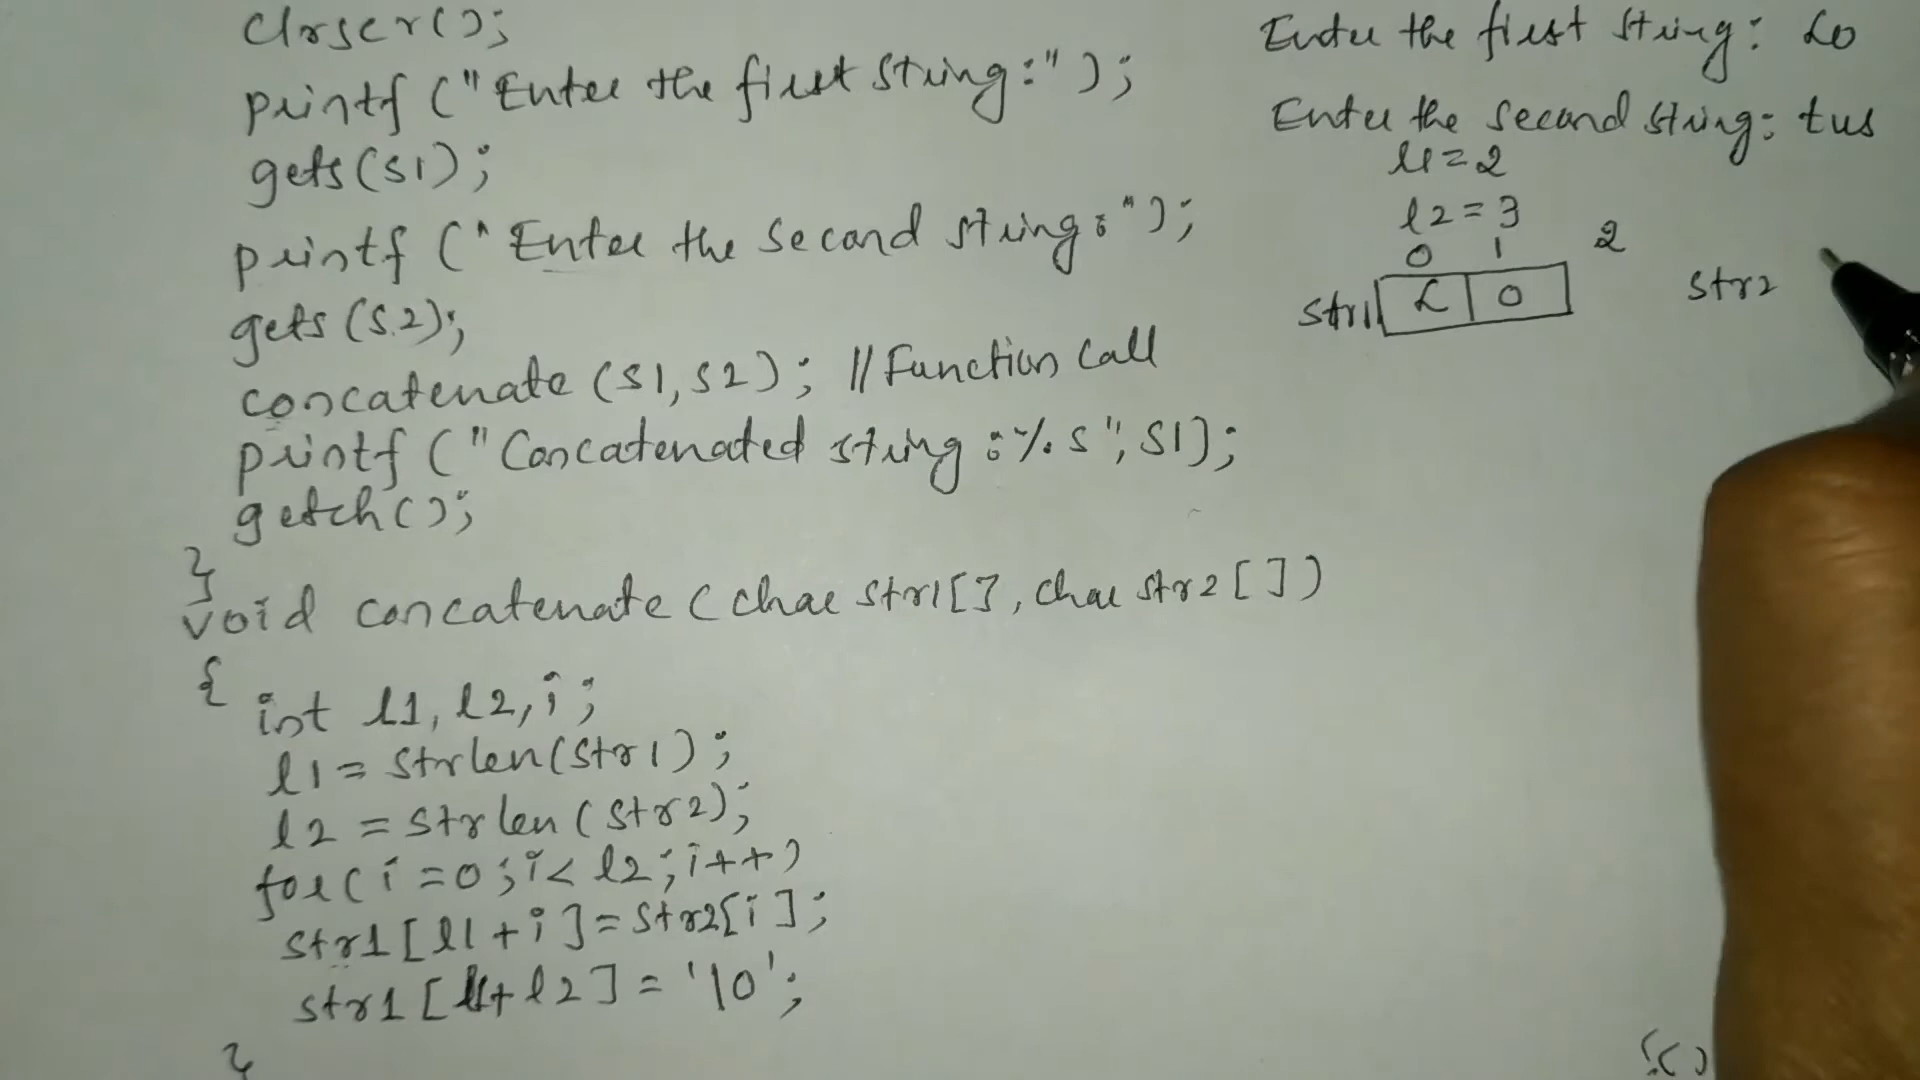 clrscr();
printf ("Enter the first string:");
gets(s1);
printf ("Enter the second string:");
gets(s2);
concatenate (s1,s2); //Function call
printf ("Concatenated string:%s",s1);
getch();
}
void concatenate (char str1[], char str2[])
{
int l1, l2, i;
l1=strlen(str1);
l2 = strlen(str2);
for(i=0;i<l2;i++)
str1[l1+i]=str2[i];
str1[l1+l2]='\0';
}
Enter the first string: Lo
Enter the second string: tus
l1=2
l2=3
0 1 2
str1 L o
str2